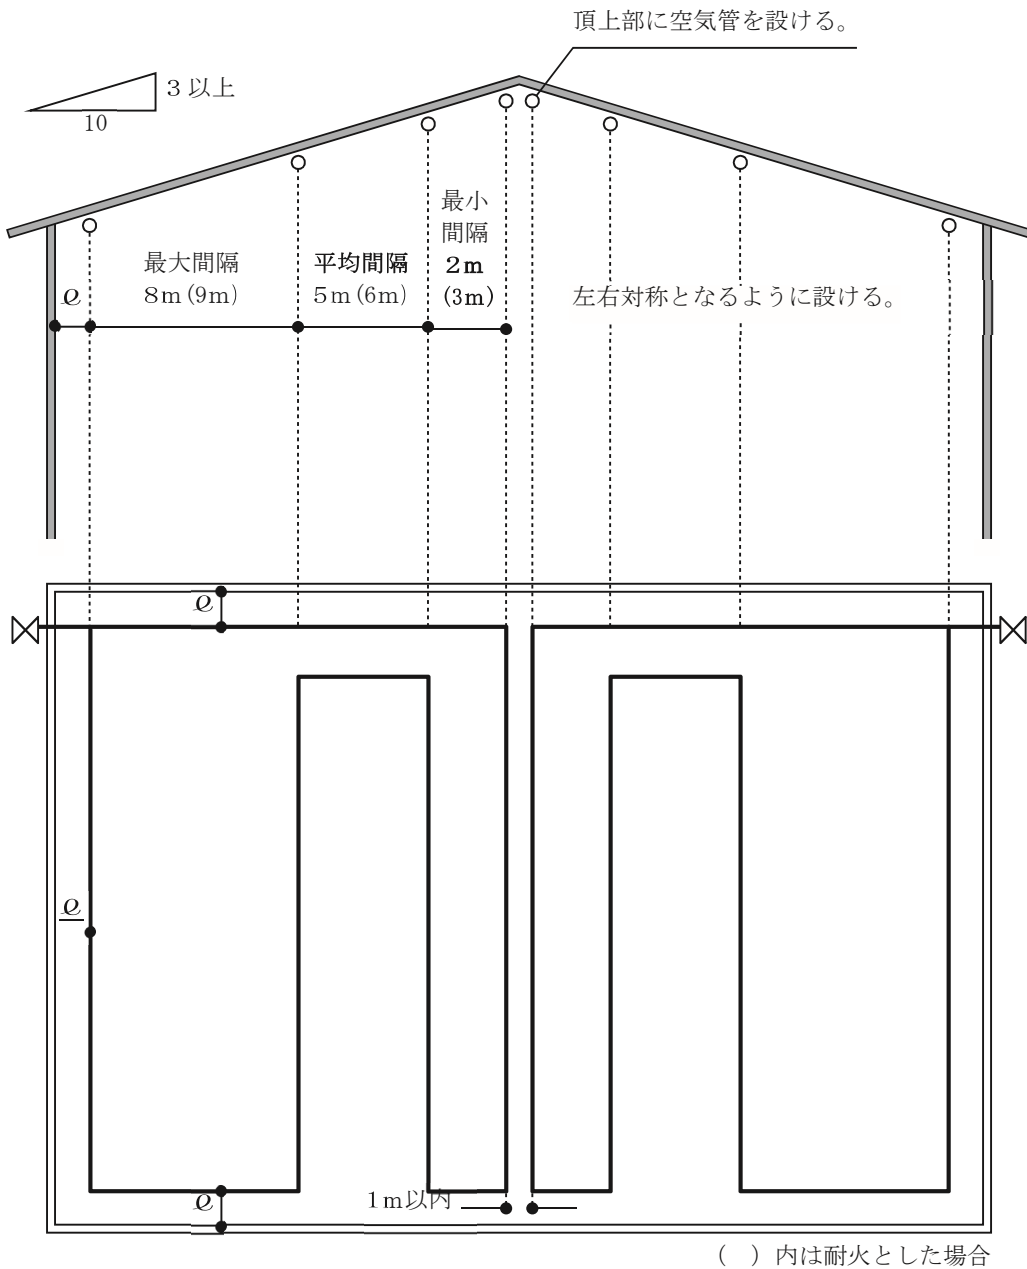 頂上部に空気管を設ける。
3以上
10
最小
間隔
2m
(3m)
最大間隔
8m(9m)
平均間隔
5m(6m)
ℓ
左右対称となるように設ける。
ℓ
ℓ
ℓ
1m以内
（　）内は耐火とした場合